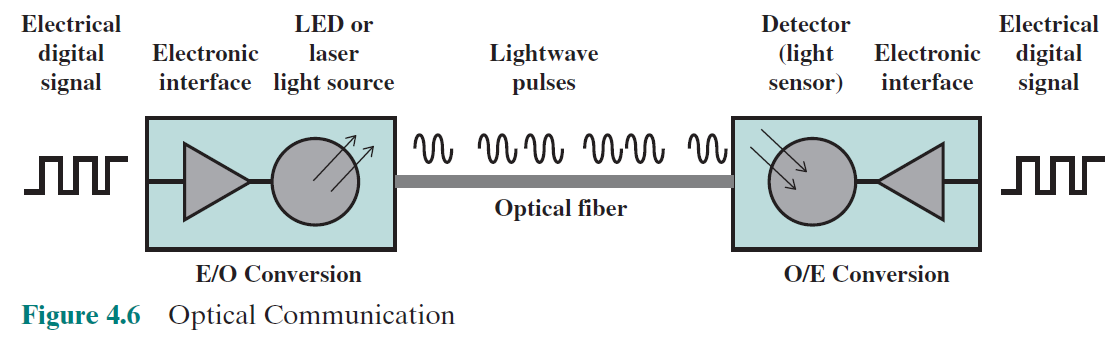 Electrical
digital
signal
Electronic
interface
LED or
laser
light source
Lightwave
pulses
Detector
(light
sensor)
Electronic
interface
Electrical
digital
signal
Optical fiber
E/O Conversion
O/E Conversion
Figure 4.6 Optical Communication